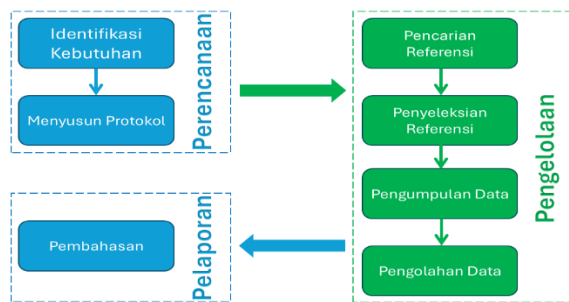 Identifikasi
Kebutuhan
Menyusun Protokol
Perencanaan
Pencarian
Referensi
Penyeleksian
Referensi
Pengumpulan Data
Pengolahan Data
Pengelolaan
Pembahasan
Pelaporan